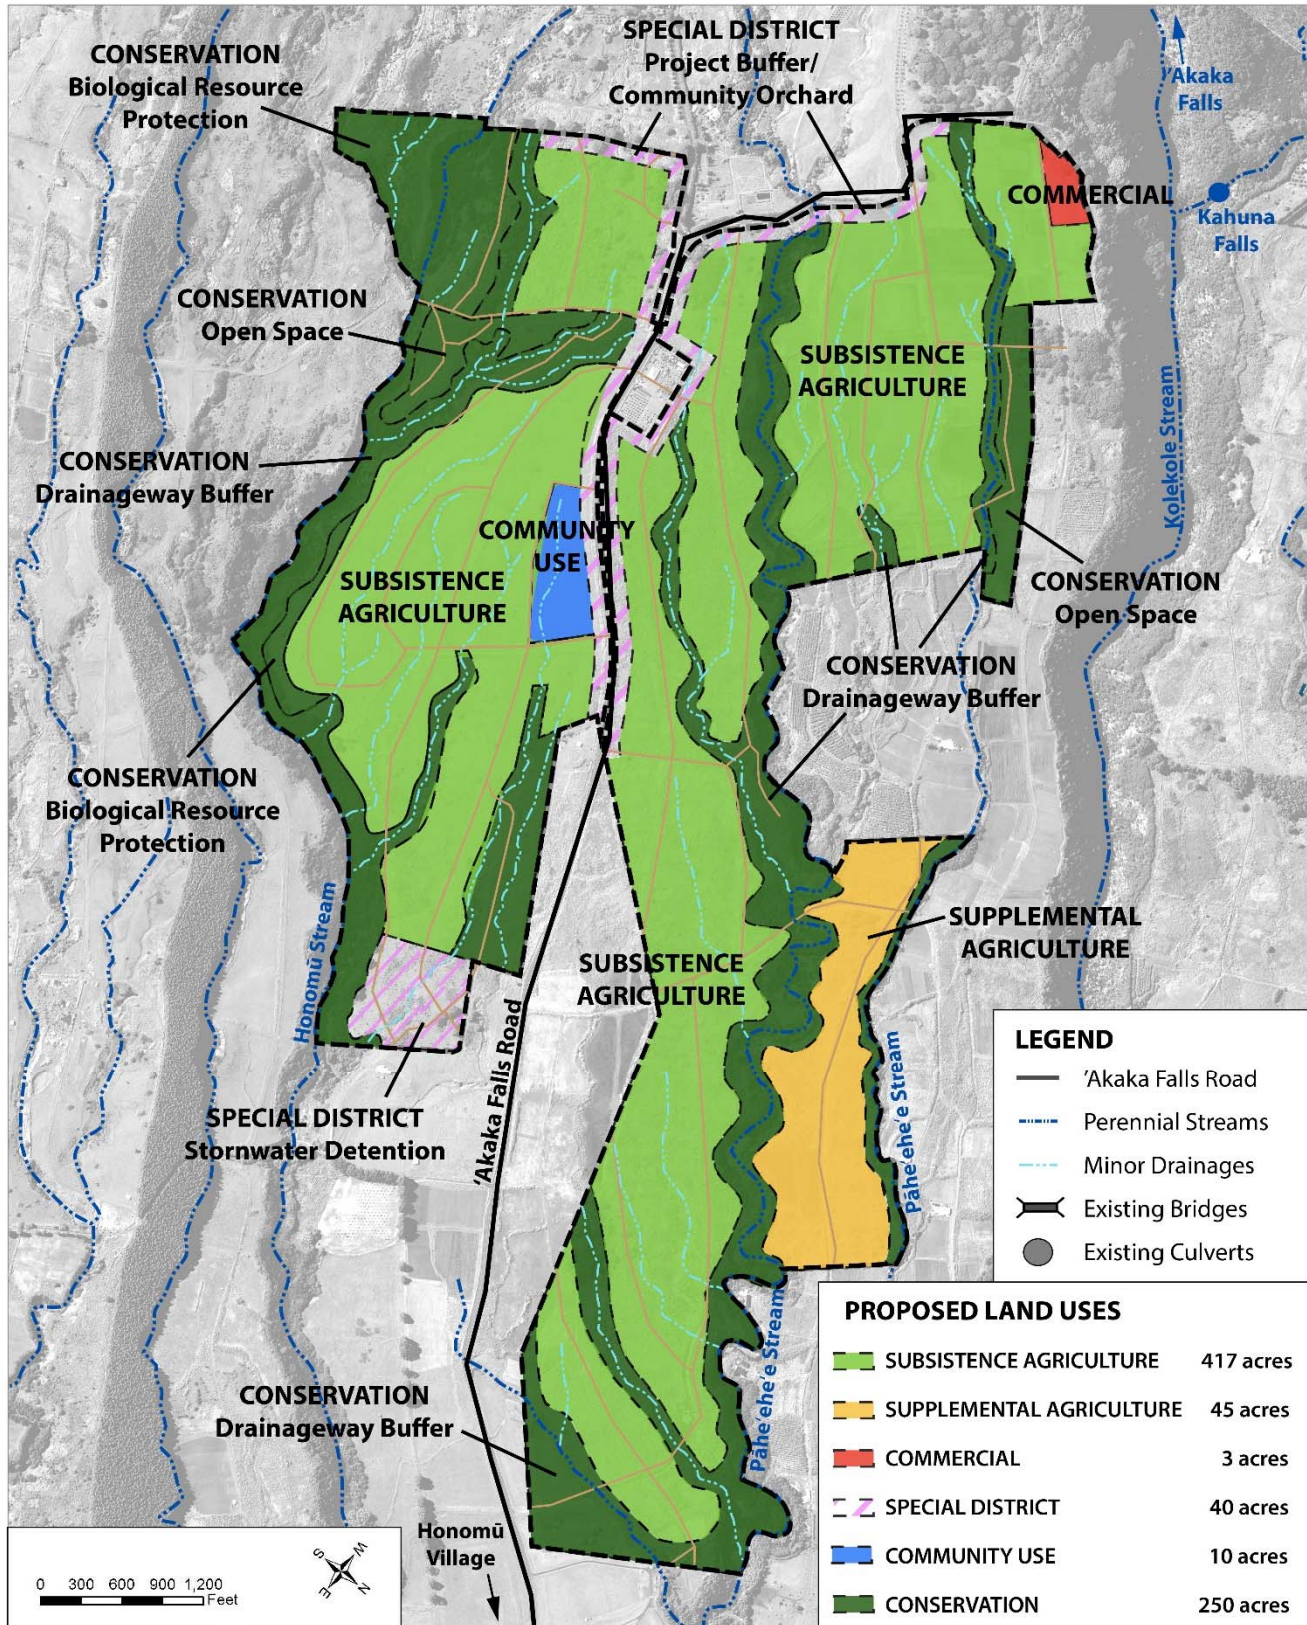 CONSERVATION
Biological Resource
Protection
SPECIAL DISTRICT
Project Buffer/
Community Orchard
'Akaka
Falls
COMMERCIAL
Kahuna
Falls
CONSERVATION
Open Space
SUBSISTENCE
AGRICULTURE
Kolekole Stream
CONSERVATION
Drainageway Buffer
COMMUNITY
USE
SUBSISTENCE
AGRICULTURE
CONSERVATION
Open Space
CONSERVATION
Drainageway Buffer
CONSERVATION
Biological Resource
Protection
SUPPLEMENTAL
AGRICULTURE
SUBSISTENCE
AGRICULTURE
Honomū Stream
'Akaka Falls Road
Pāhe'ehe'e Stream
SPECIAL DISTRICT
Stornwater Detention
Pāhe'ehe'e Stream
CONSERVATION
Drainageway Buffer
Honomū
Village
LEGEND
'Akaka Falls Road
Perennial Streams
Minor Drainages
Existing Bridges
Existing Culverts
PROPOSED LAND USES
SUBSISTENCE AGRICULTURE 417 acres
SUPPLEMENTAL AGRICULTURE 45 acres
COMMERCIAL 3 acres
SPECIAL DISTRICT 40 acres
COMMUNITY USE 10 acres
CONSERVATION 250 acres
S W
E N
0 300 600 900 1,200
Feet